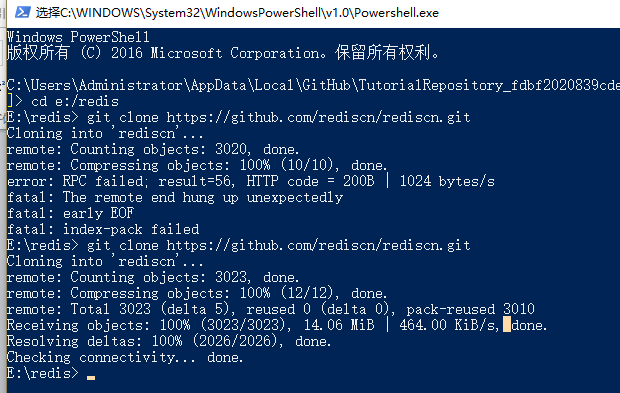 选择C:\WINDOWS\System32\WindowsPowerShell\v1.0\Powershell.exe
Windows PowerShell
版权所有 (C) 2016 Microsoft Corporation。保留所有权利。
C:\Users\Administrator\AppData\Local\GitHub\TutorialRepository_fdbf2020839cde
]> cd e:/redis
E:\redis> git clone https://github.com/rediscn/rediscn.git
Cloning into 'rediscn'...
remote: Counting objects: 3020, done.
remote: Compressing objects: 100% (10/10), done.
error: RPC failed; result=56, HTTP code = 200B | 1024 bytes/s
fatal: The remote end hung up unexpectedly
fatal: early EOF
fatal: index-pack failed
E:\redis> git clone https://github.com/rediscn/rediscn.git
Cloning into 'rediscn'...
remote: Counting objects: 3023, done.
remote: Compressing objects: 100% (12/12), done.
remote: Total 3023 (delta 5), reused 0 (delta 0), pack-reused 3010
Receiving objects: 100% (3023/3023), 14.06 MiB | 464.00 KiB/s, done.
Resolving deltas: 100% (2026/2026), done.
Checking connectivity... done.
E:\redis>